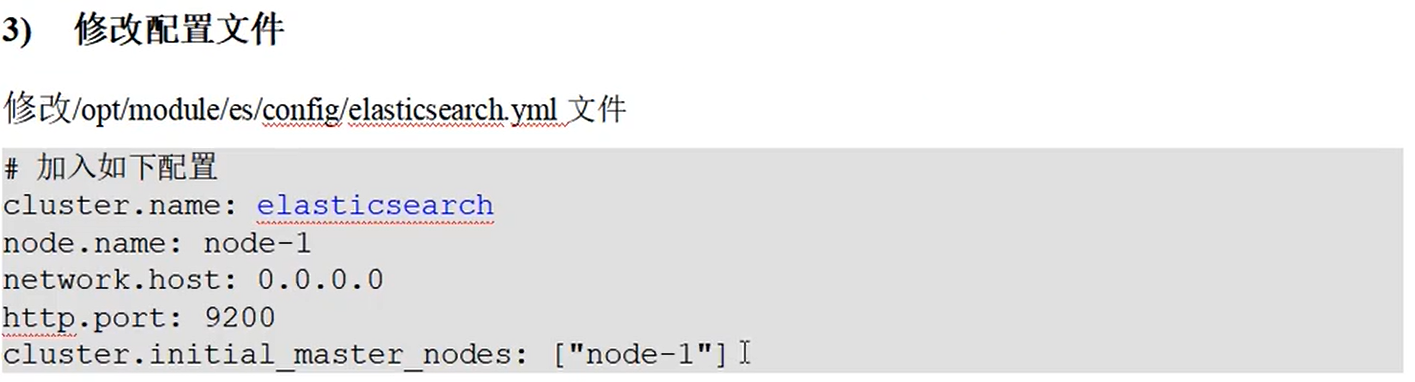 3) 修改配置文件
修改/opt/module/es/config/elasticsearch.yml 文件
# 加入如下配置
cluster.name: elasticsearch
node.name: node-1
network.host: 0.0.0.0
http.port: 9200
cluster.initial_master_nodes: ["node-1"]